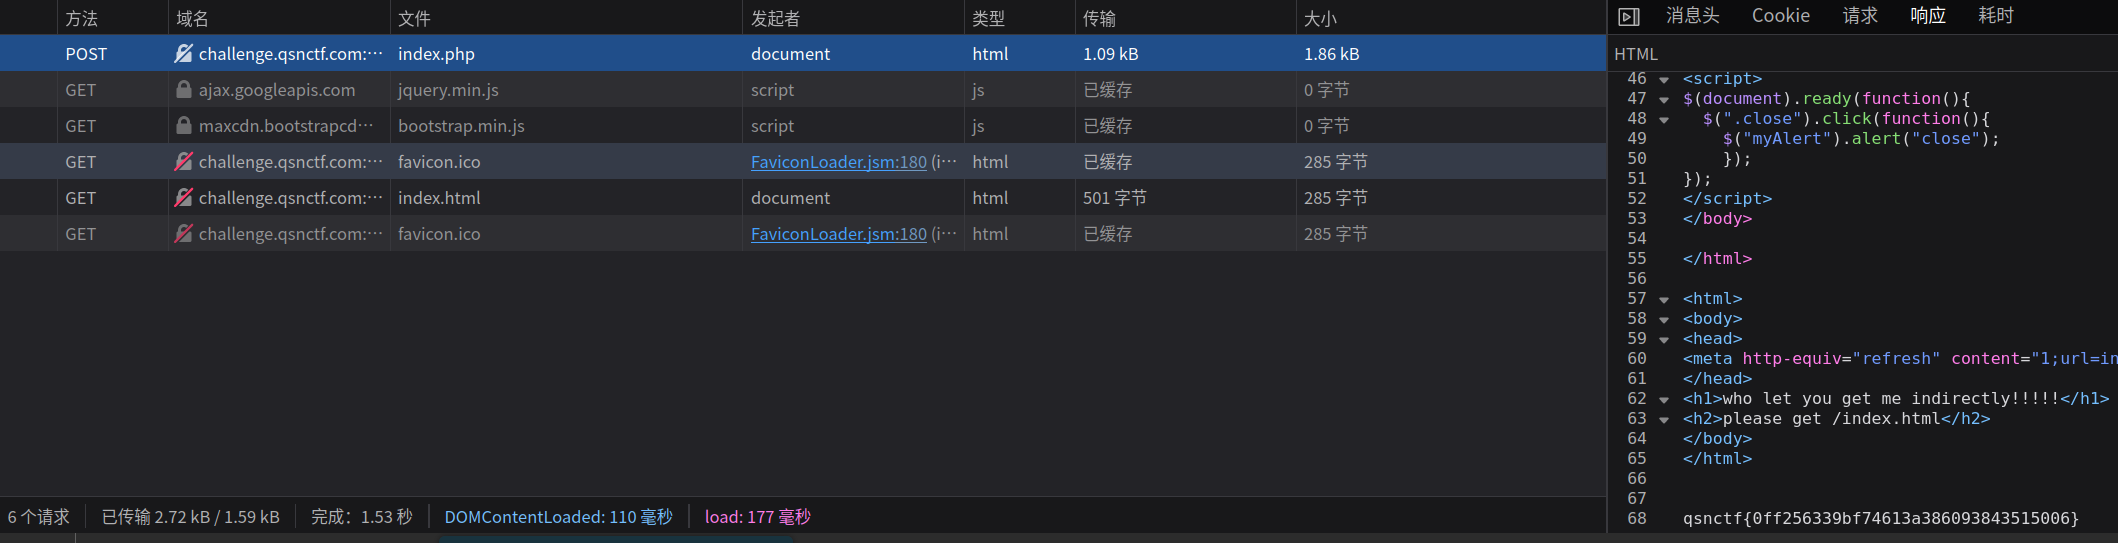 方法 域名 文件 发起者 类型 传输 大小
POST challenge.qsnctf.com:··· index.php document html 1.09 kB 1.86 kB
GET ajax.googleapis.com jquery.min.js script js 已缓存 0 字节
GET maxcdn.bootstrapcd··· bootstrap.min.js script js 已缓存 0 字节
GET challenge.qsnctf.com:··· favicon.ico FaviconLoader.jsm:180 (i··· html 已缓存 285 字节
GET challenge.qsnctf.com:··· index.html document html 501 字节 285 字节
GET challenge.qsnctf.com:··· favicon.ico FaviconLoader.jsm:180 (i··· html 已缓存 285 字节
6 个请求 已传输 2.72 kB / 1.59 kB 完成：1.53 秒 DOMContentLoaded: 110 毫秒 load: 177 毫秒
消息头 Cookie 请求 响应 耗时
HTML
46 <script>
47 $(document).ready(function(){
48 $(".close").click(function(){
49 $("myAlert").alert("close");
50 });
51 });
52 </script>
53 </body>
54
55 </html>
56
57 <html>
58 <body>
59 <head>
60 <meta http-equiv="refresh" content="1;url=in
61 </head>
62 <h1>who let you get me indirectly!!!!!</h1>
63 <h2>please get /index.html</h2>
64 </body>
65 </html>
66
67
68 qsnctf{0ff256339bf74613a386093843515006}